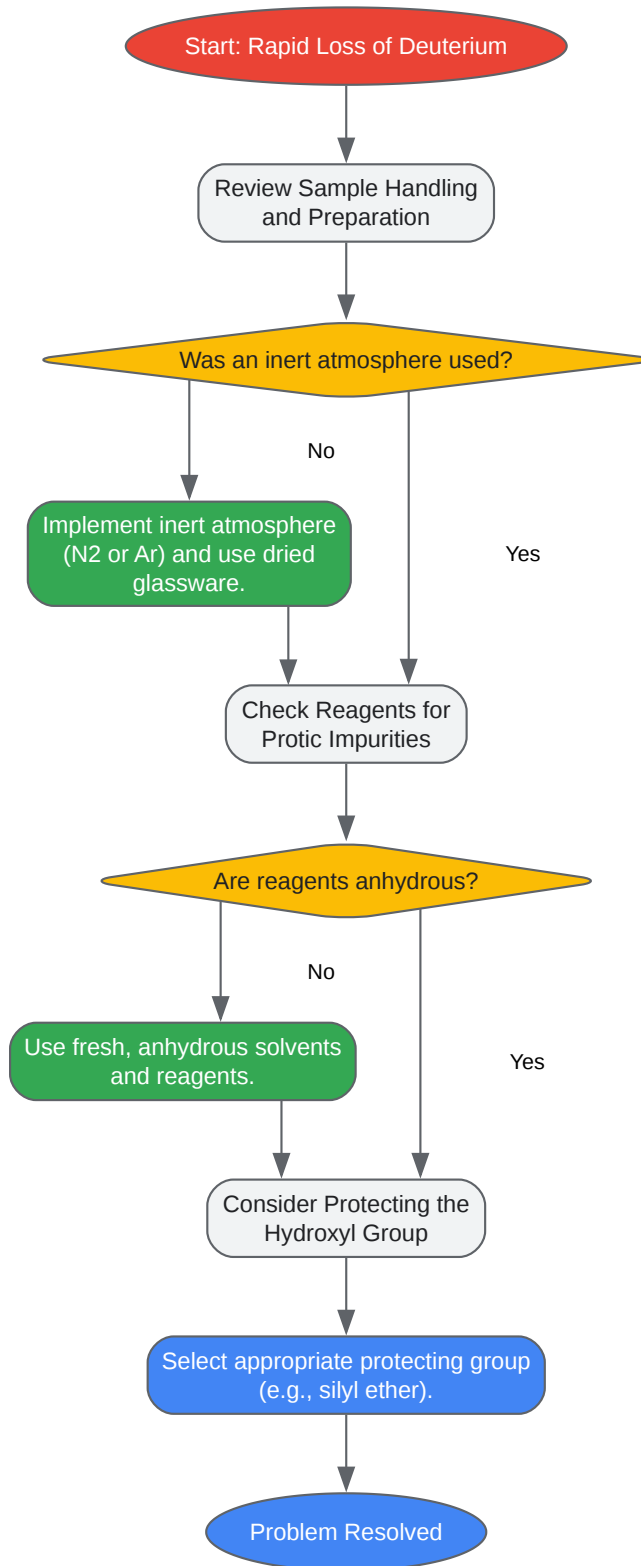 Start: Rapid Loss of Deuterium
Review Sample Handling
and Preparation
Was an inert atmosphere used?
No
Implement inert atmosphere
(N2 or Ar) and use dried
glassware.
Yes
Check Reagents for
Protic Impurities
Are reagents anhydrous?
No
Use fresh, anhydrous solvents
and reagents.
Yes
Consider Protecting the
Hydroxyl Group
Select appropriate protecting group
(e.g., silyl ether).
Problem Resolved